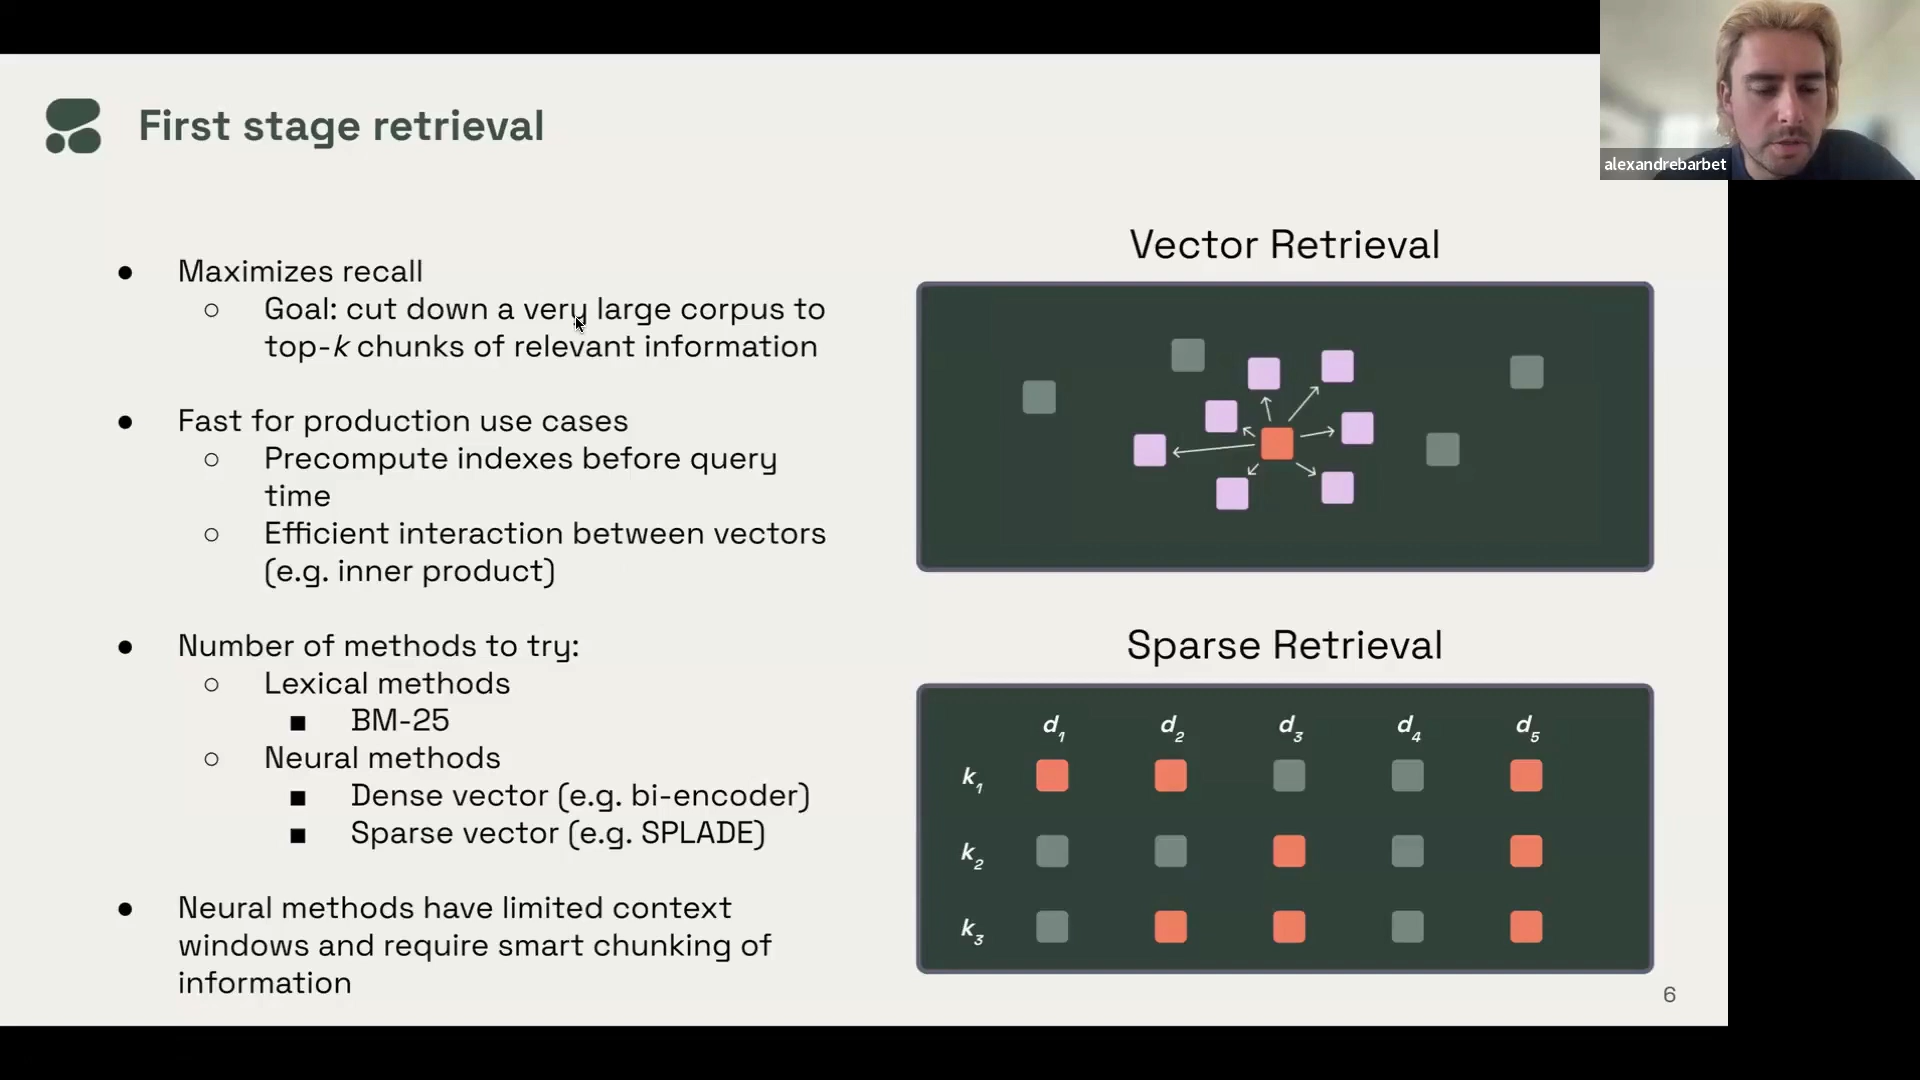 First stage retrieval
alexandrebarbet
● Maximizes recall
○ Goal: cut down a very large corpus to
top-k chunks of relevant information
● Fast for production use cases
○ Precompute indexes before query
time
○ Efficient interaction between vectors
(e.g. inner product)
● Number of methods to try:
○ Lexical methods
■ BM-25
○ Neural methods
■ Dense vector (e.g. bi-encoder)
■ Sparse vector (e.g. SPLADE)
● Neural methods have limited context
windows and require smart chunking of
information
Vector Retrieval
Sparse Retrieval
d1 d2 d3 d4 d5
k1
k2
k3
6